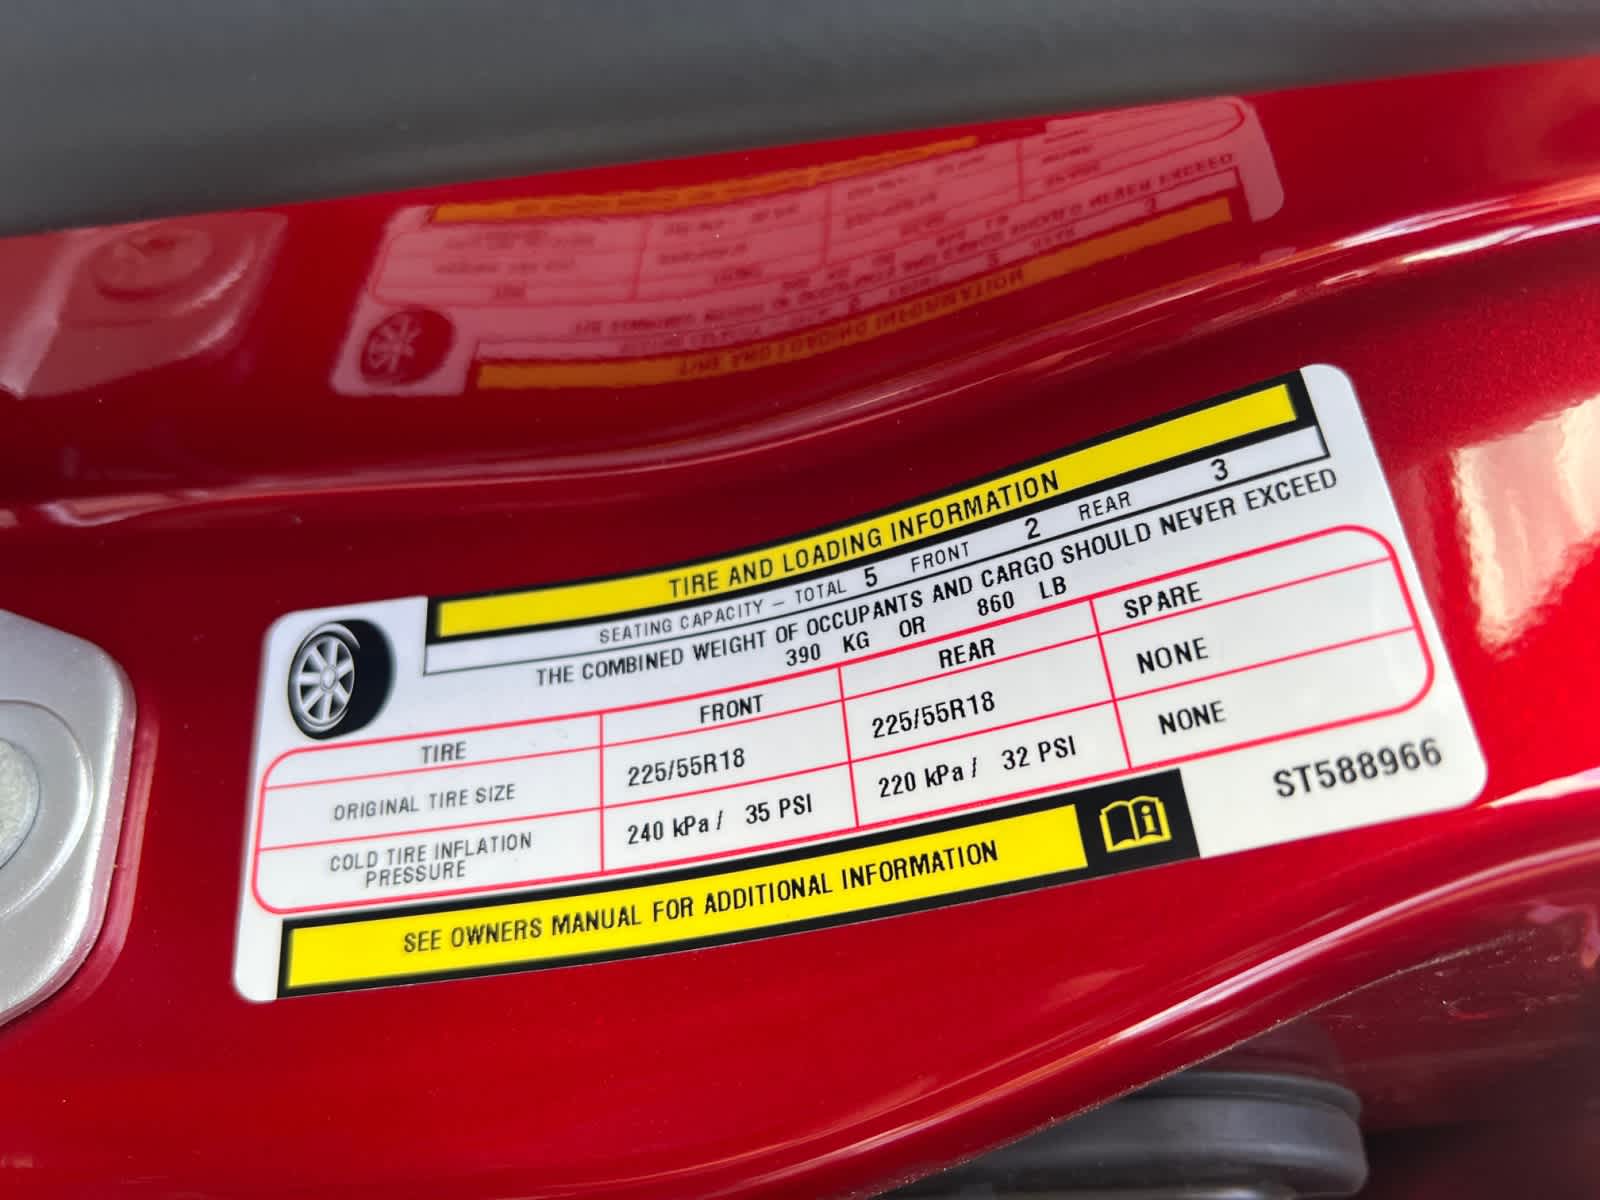 TIRE AND LOADING INFORMATION
SEATING CAPACITY – TOTAL 5 FRONT 2 REAR 3
THE COMBINED WEIGHT OF OCCUPANTS AND CARGO SHOULD NEVER EXCEED
390 KG OR 860 LB
TIRE FRONT REAR SPARE
ORIGINAL TIRE SIZE 225/55R18 225/55R18 NONE
COLD TIRE INFLATION PRESSURE 240 kPa / 35 PSI 220 kPa / 32 PSI NONE
SEE OWNERS MANUAL FOR ADDITIONAL INFORMATION
ST588966